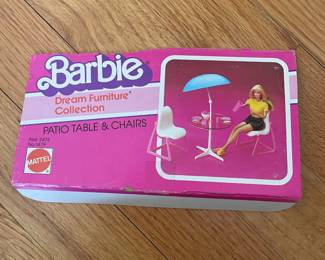 Barbie
Dream Furniture
Collection
PATIO TABLE & CHAIRS
MATTEL